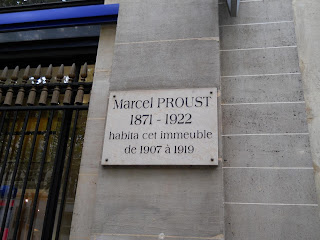 Marcel PROUST
1871 - 1922
habita cet immeuble
de 1907 à 1919